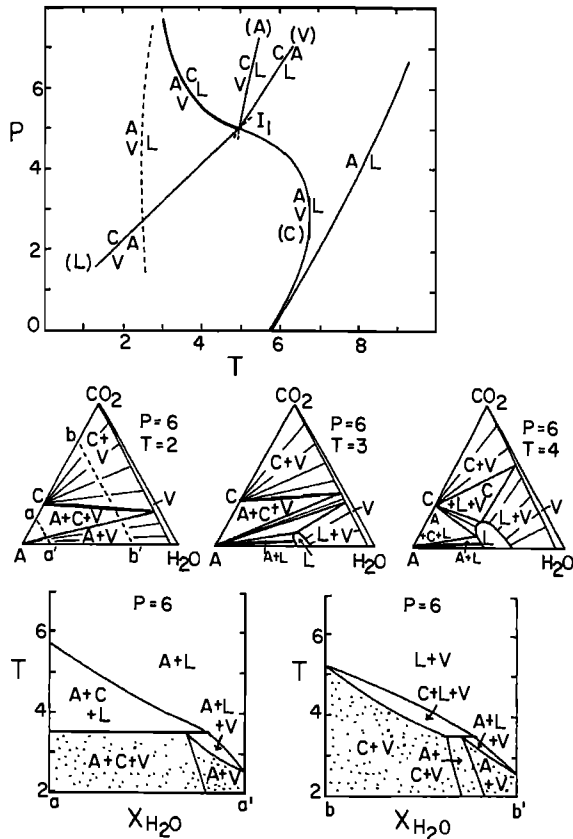 (A)
(V)
C
V
L
C A
L
A C L
V
I₁
P
8
6
4
2
0
A
V L
A L
V
(C)
A L
(L)
C A
V
2 4 6 8
T
CO₂
P=6
T=2
b
C+
V
C
a
A+C+V
V
A+V
A a' b' H₂O
CO₂
P=6
T=3
C+V
C
A+C+V
V
L+V
A
A+L L H₂O
CO₂
P=6
T=4
C+V
C
C
+L+V
A
+C+L
L+V
V
L
A
A+L H₂O
P=6
6
T
4
2
A+L
A+C
+L
A+L
+V
A+C+V
A+V
a a'
XH₂O
P=6
6
T
4
2
L+V
C+L+V
C+V
A+L
+V
A+
C+V
A
+V
b b'
XH₂O